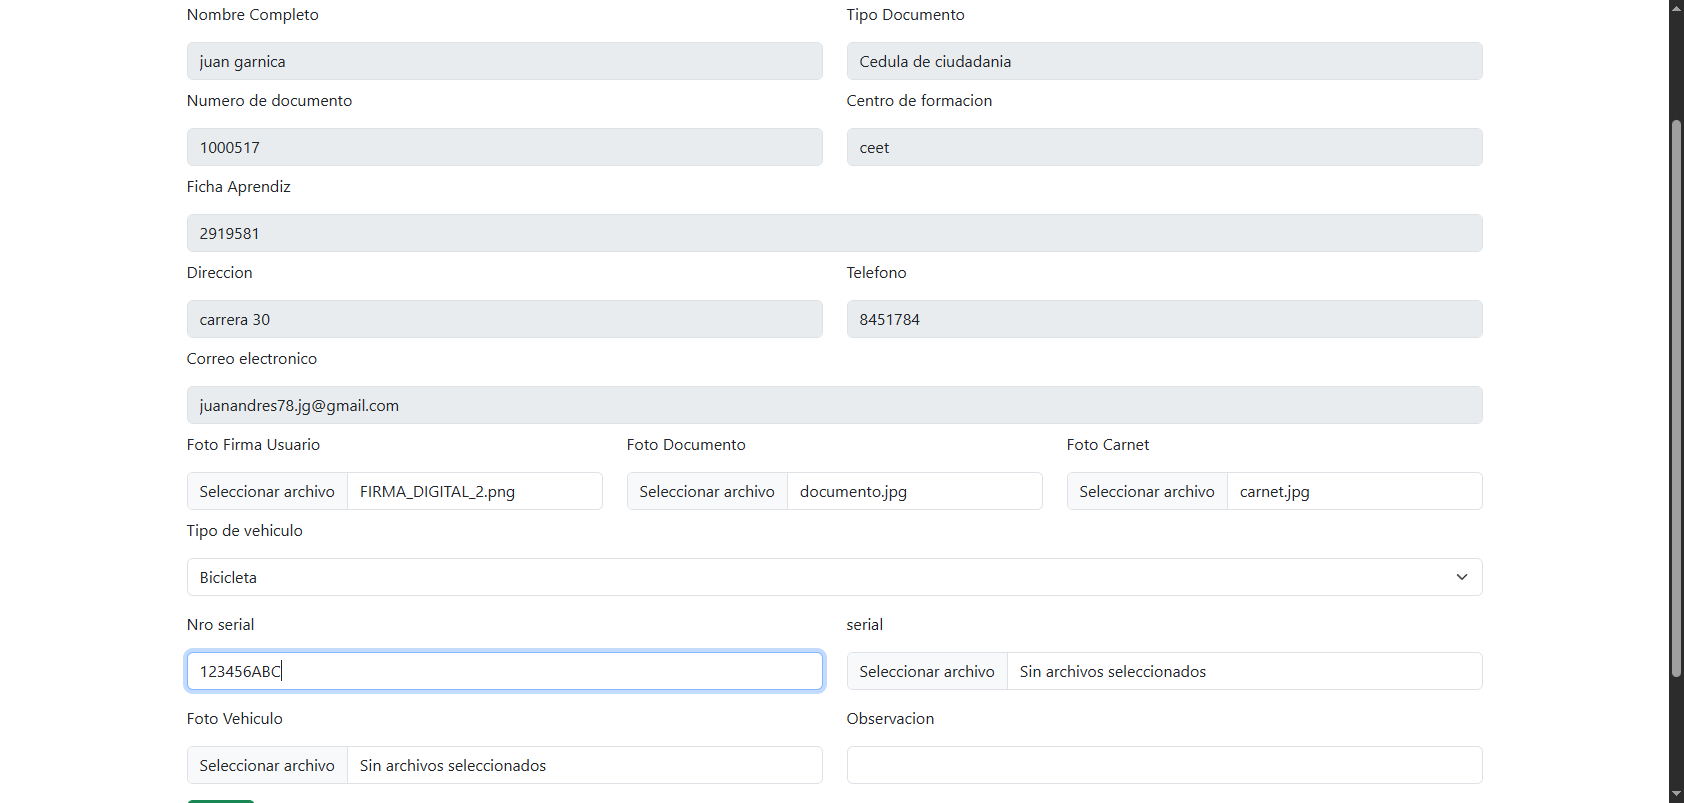 Nombre Completo
Tipo Documento
juan garnica
Cedula de ciudadania
Numero de documento
Centro de formacion
1000517
ceet
Ficha Aprendiz
2919581
Direccion
Telefono
carrera 30
8451784
Correo electronico
juanandres78.jg@gmail.com
Foto Firma Usuario
Foto Documento
Foto Carnet
Seleccionar archivo FIRMA_DIGITAL_2.png
Seleccionar archivo documento.jpg
Seleccionar archivo carnet.jpg
Tipo de vehiculo
Bicicleta
Nro serial
serial
123456ABC
Seleccionar archivo Sin archivos seleccionados
Foto Vehiculo
Observacion
Seleccionar archivo Sin archivos seleccionados